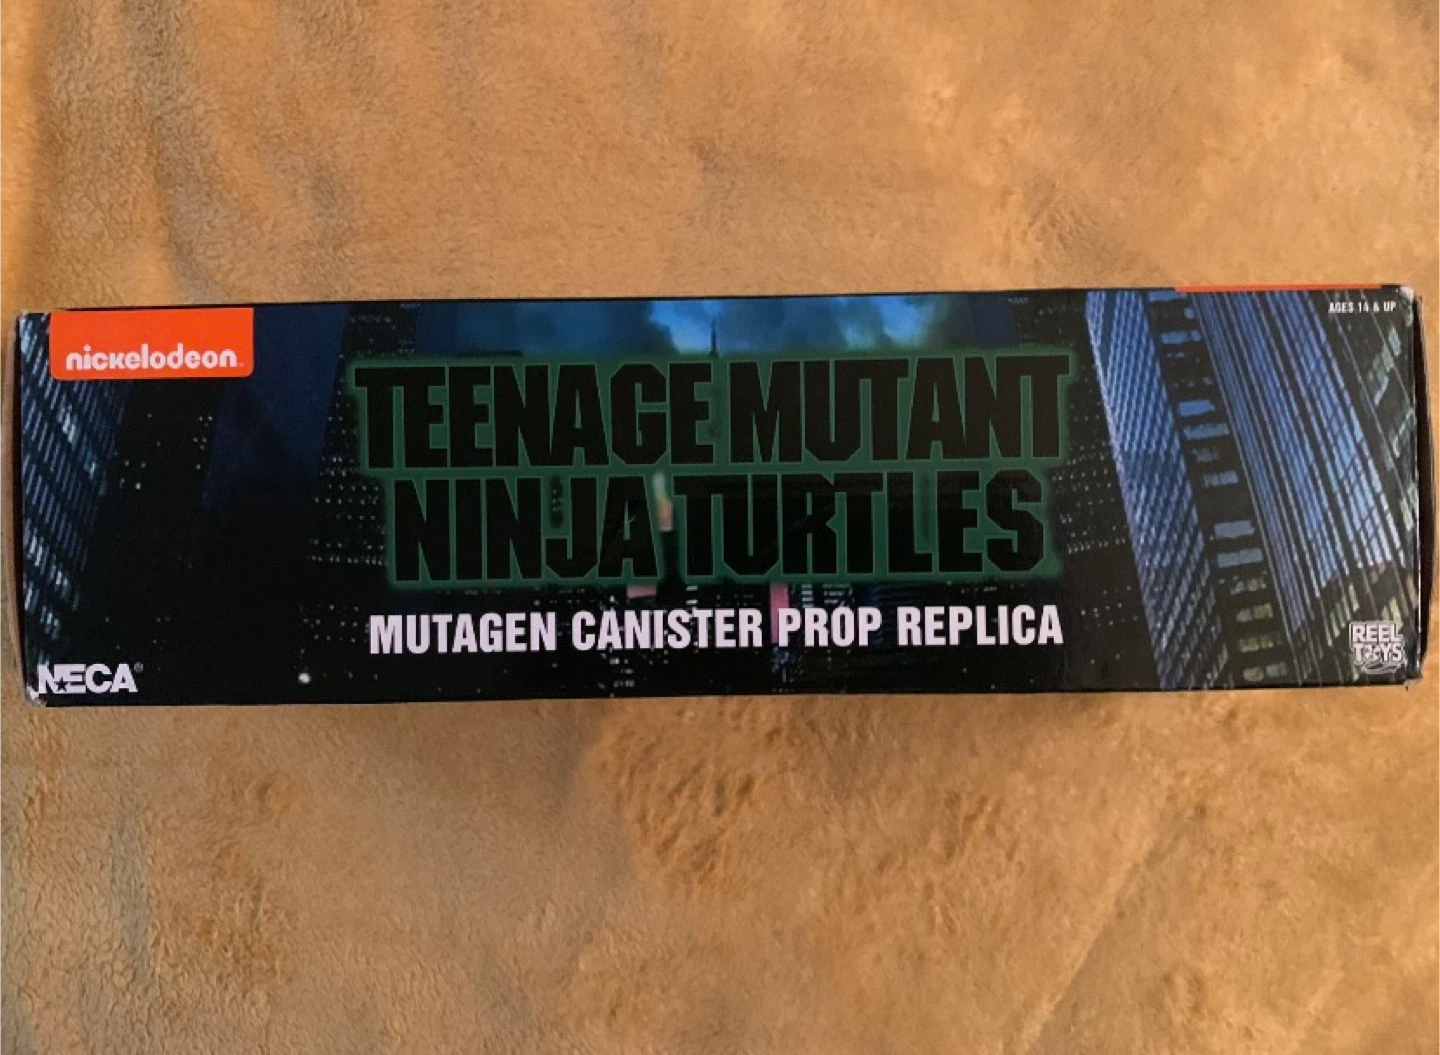 nickelodeon
AGES 14 & UP
TEENAGE MUTANT
NINJA TURTLES
MUTAGEN CANISTER PROP REPLICA
NECA®
REEL
TOYS